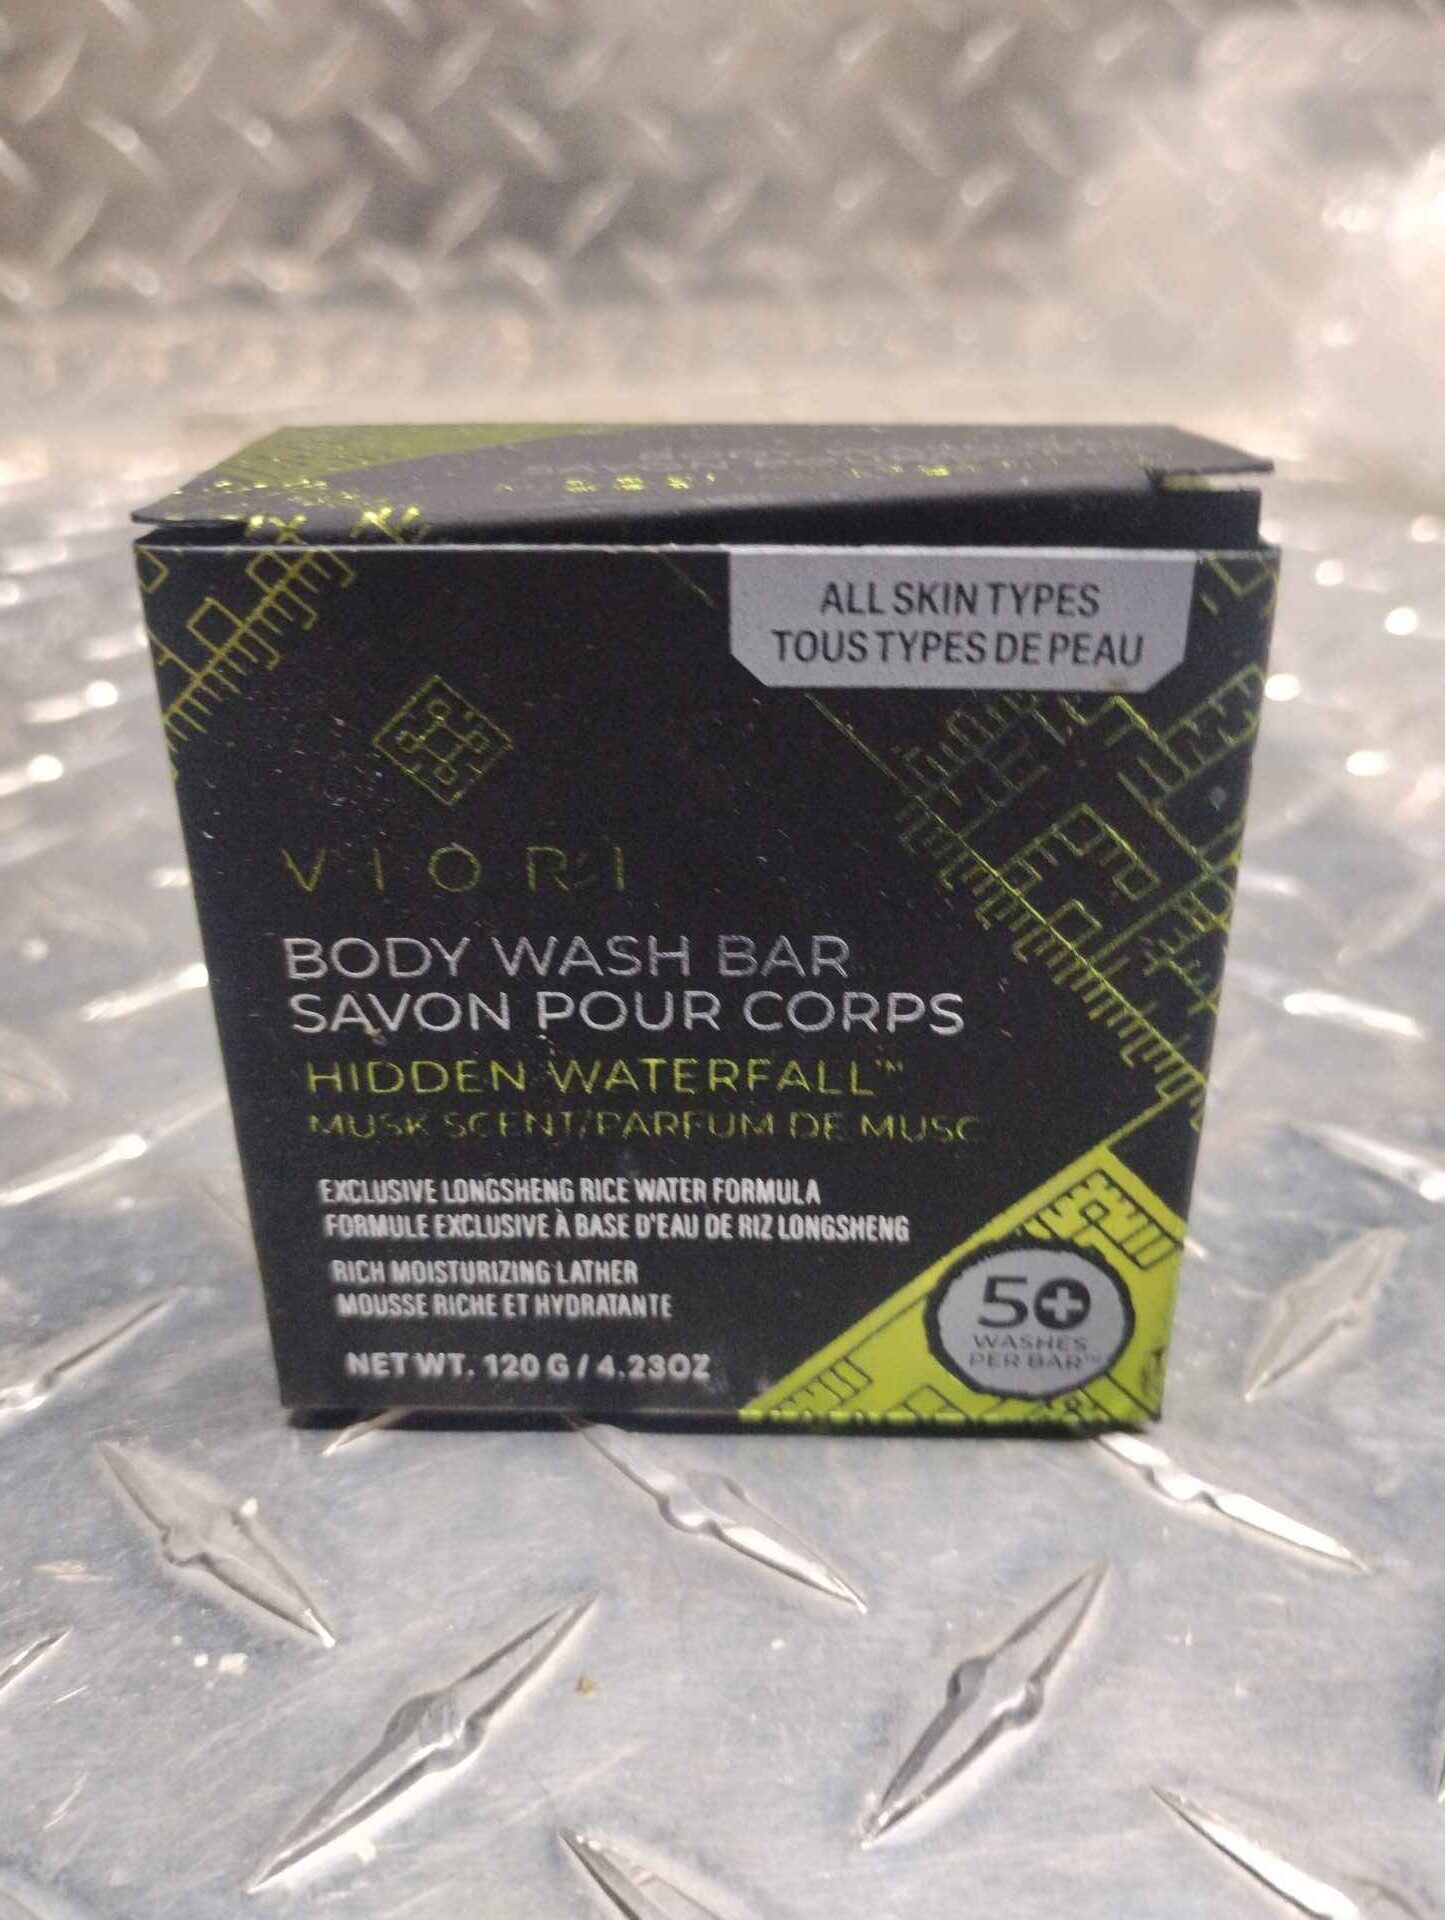 ALL SKIN TYPES
TOUS TYPES DE PEAU
VIORI
BODY WASH BAR
SAVON POUR CORPS
HIDDEN WATERFALL™
MUSK SCENT/PARFUM DE MUSC
EXCLUSIVE LONGSHENG RICE WATER FORMULA
FORMULE EXCLUSIVE À BASE D'EAU DE RIZ LONGSHENG
RICH MOISTURIZING LATHER
MOUSSE RICHE ET HYDRATANTE
NET WT. 120 G / 4.23OZ
50+
WASHES
PER BAR™